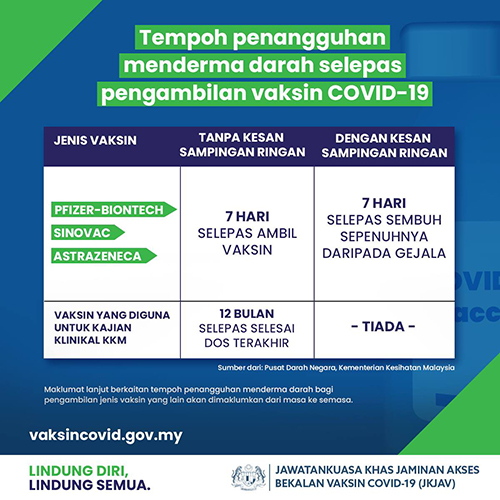 Tempoh penangguhan
menderma darah selepas
pengambilan vaksin COVID-19
JENIS VAKSIN
TANPA KESAN
SAMPINGAN RINGAN
DENGAN KESAN
SAMPINGAN RINGAN
PFIZER-BIONTECH
SINOVAC
ASTRAZENECA
7 HARI
SELEPAS AMBIL
VAKSIN
7 HARI
SELEPAS SEMBUH
SEPENUHNYA
DARIPADA GEJALA
VAKSIN YANG DIGUNA
UNTUK KAJIAN
KLINIKAL KKM
12 BULAN
SELEPAS SELESAI
DOS TERAKHIR
- TIADA -
Sumber dari: Pusat Darah Negara, Kementerian Kesihatan Malaysia
Maklumat lanjut berkaitan tempoh penangguhan menderma darah bagi
pengambilan jenis vaksin yang lain akan dimaklumkan dari masa ke semasa.
vaksincovid.gov.my
LINDUNG DIRI,
LINDUNG SEMUA.
JAWATANKUASA KHAS JAMINAN AKSES
BEKALAN VAKSIN COVID-19 (JKJAV)